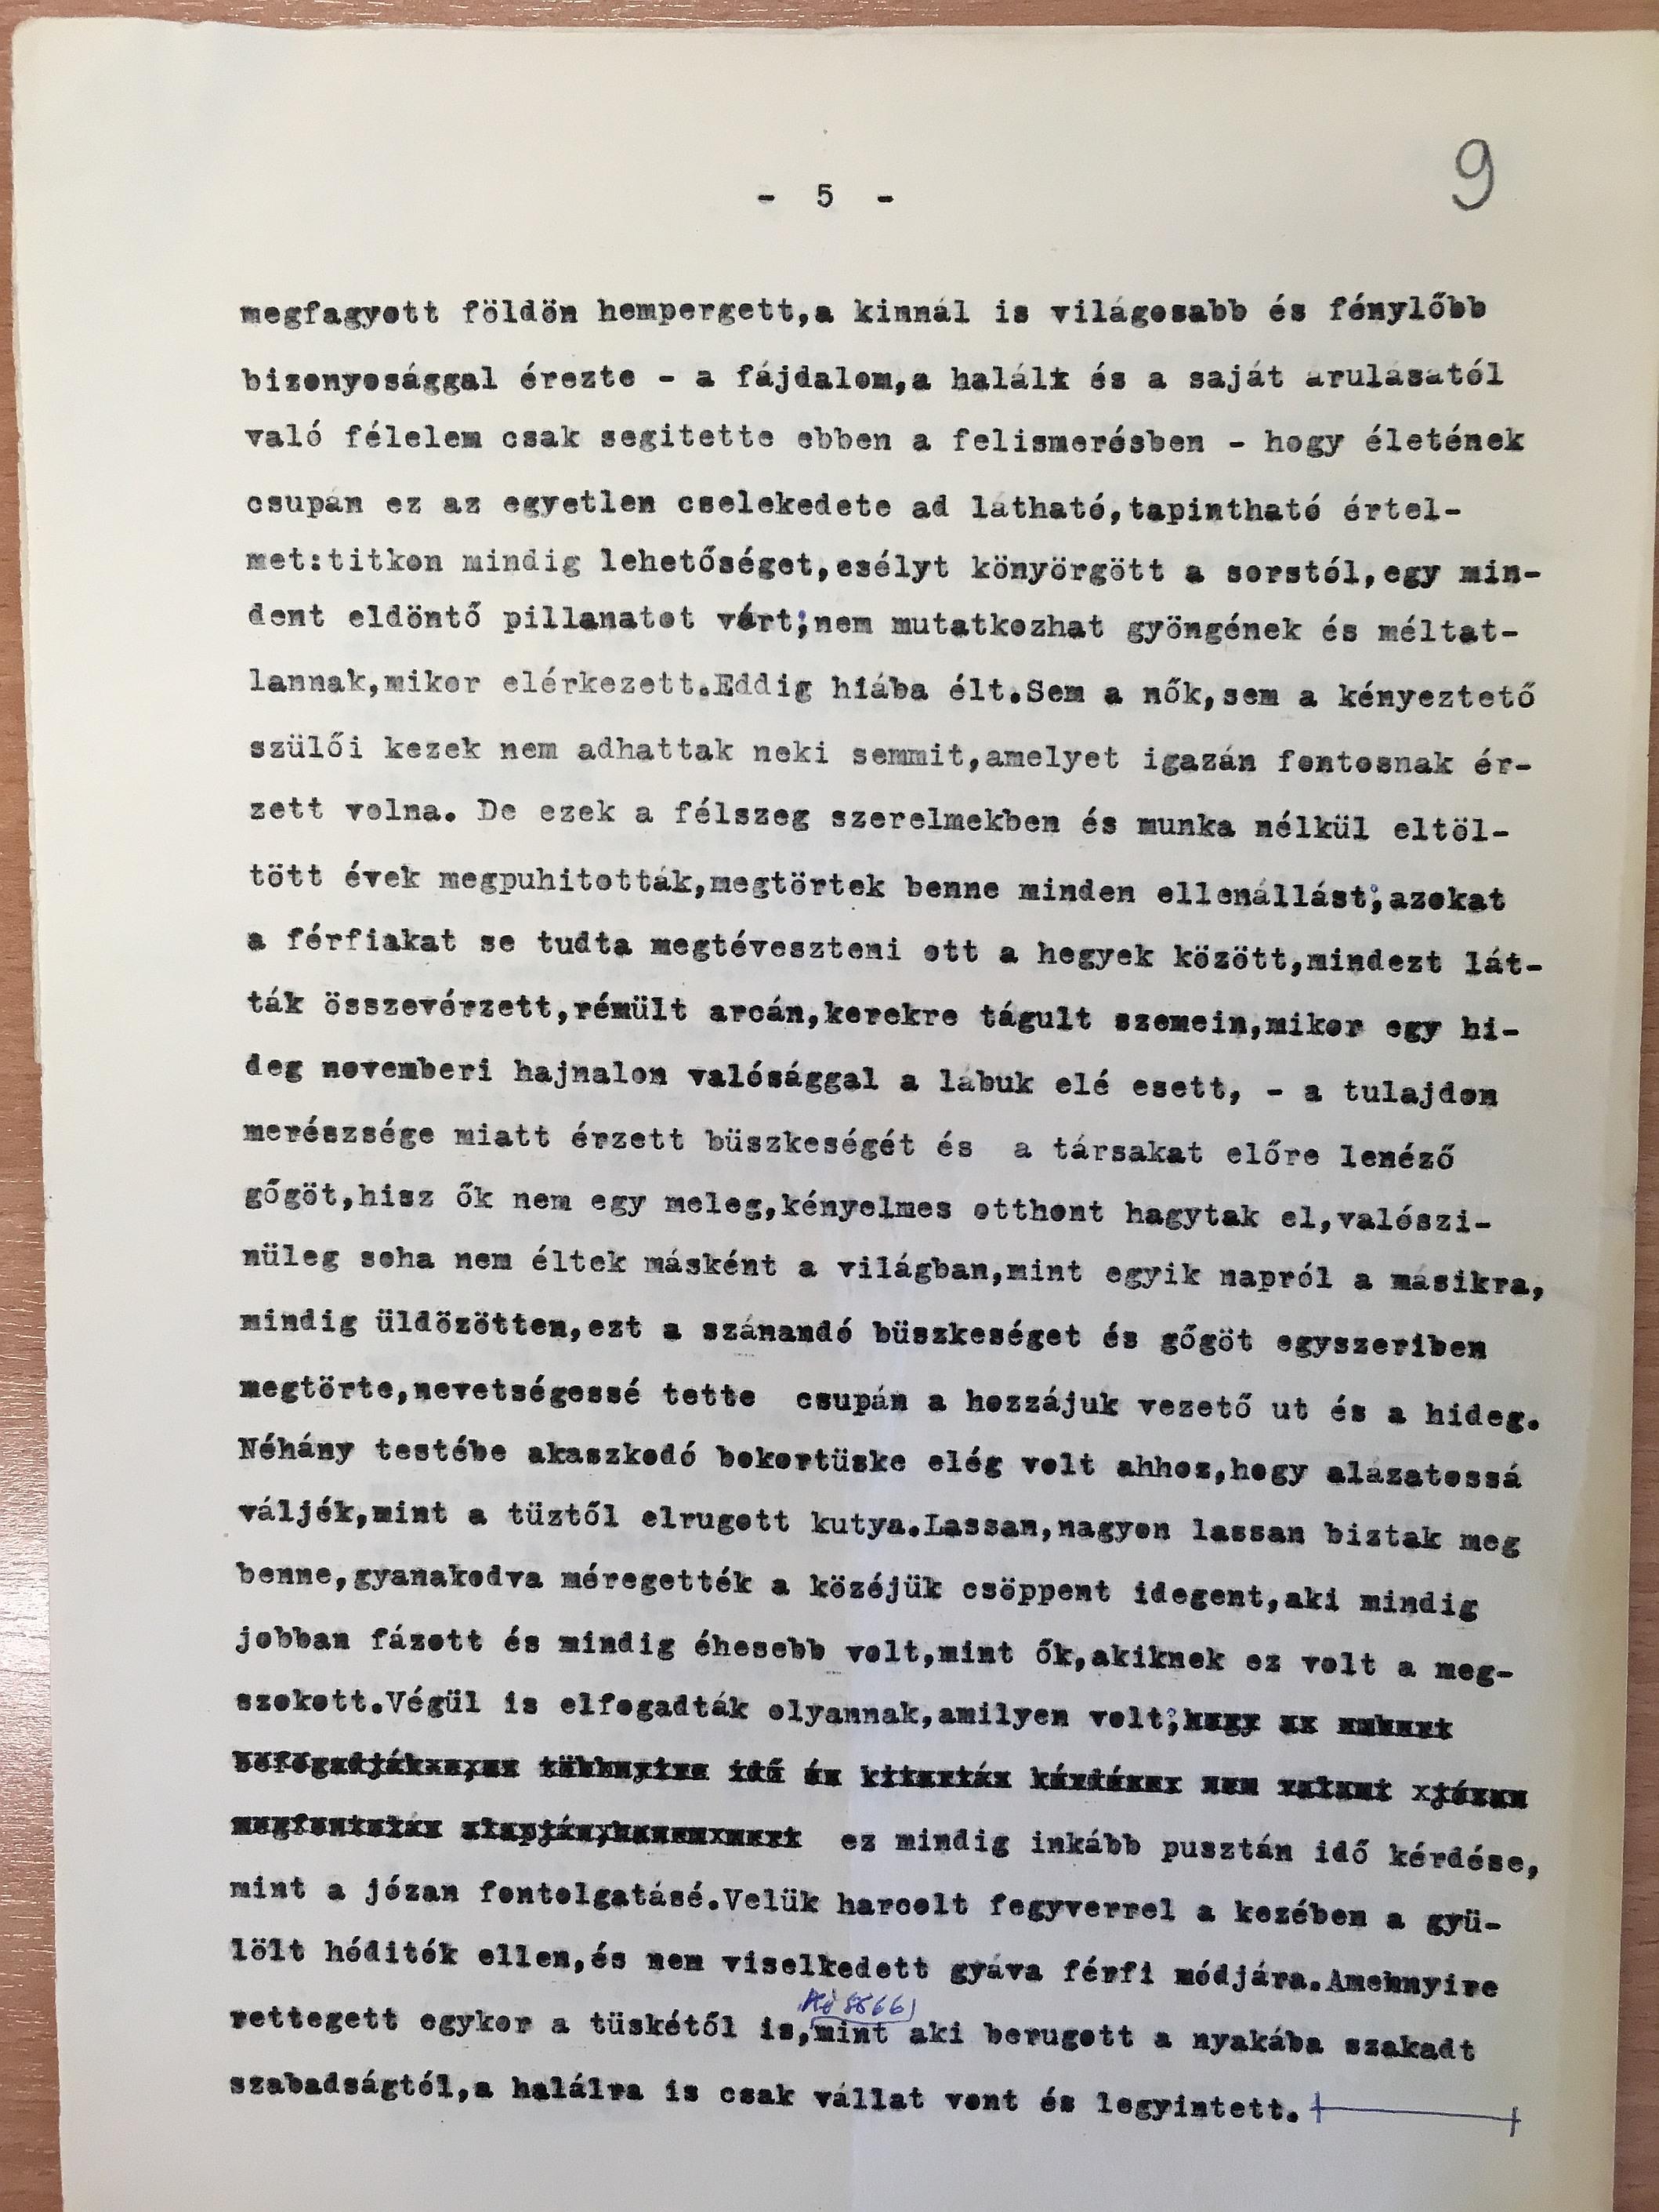 9
- 5 -
megfagyott földön hempergett,a kinnál is világosabb és fénylőbb
bizonyosággal érezte - a fájdalom,a halálk és a saját árulásától
való félelem csak segitette ebben a felismerésben - hogy életének
csupán ez az egyetlen cselekedete ad látható,tapintható értel-
met:titkon mindig lehetőséget,esélyt könyörgött a sorstól,egy min-
dent eldöntő pillanatot várt;nem mutatkozhat gyöngének és méltat-
lannak,mikor elérkezett.Eddig hiába élt.Sem a nők,sem a kényeztető
szülői kezek nem adhattak neki semmit,amelyet igazán fontosnak ér-
zett volna. De ezek a félszeg szerelmekben és munka nélkül eltöl-
tött évek megpuhitották,megtörtek benne minden ellenállást;azokat
a férfiakat se tudta megtéveszteni ott a hegyek között,mindezt lát-
ták összevérzett,rémült arcán,kerekre tágult szemein,mikor egy hi-
deg novemberi hajnalon valósággal a lábuk elé esett, - a tulajdon
merészsége miatt érzett büszkeségét és a társakat előre lenéző
gőgöt,hisz ők nem egy meleg,kényelmes otthont hagytak el,valószi-
nüleg soha nem éltek másként a világban,mint egyik napról a másikra,
mindig üldözötten,ezt a szánandó büszkeséget és gőgöt egyszeriben
megtörte,nevetségessé tette csupán a hozzájuk vezető ut és a hideg.
Néhány testébe akaszkodó bokortüske elég volt ahhoz,hogy alázatossá
váljék,mint a tüztől elrugott kutya.Lassan,nagyon lassan biztak meg
benne,gyanakodva méregették a közéjük csöppent idegent,aki mindig
jobban fázott és mindig éhesebb volt,mint ők,akiknek ez volt a meg-
szokott.Végül is elfogadták olyannak,amilyen volt;
ez mindig inkább pusztán idő kérdése,
mint a józan fontolgatásé.Velük harcolt fegyverrel a kezében a gyü-
lölt hóditók ellen,és nem viselkedett gyáva férfi módjára.Amennyire
rettegett egykor a tüskétől is,mint aki berugott a nyakába szakadt
szabadságtól,a halálra is csak vállat vont és legyintett.